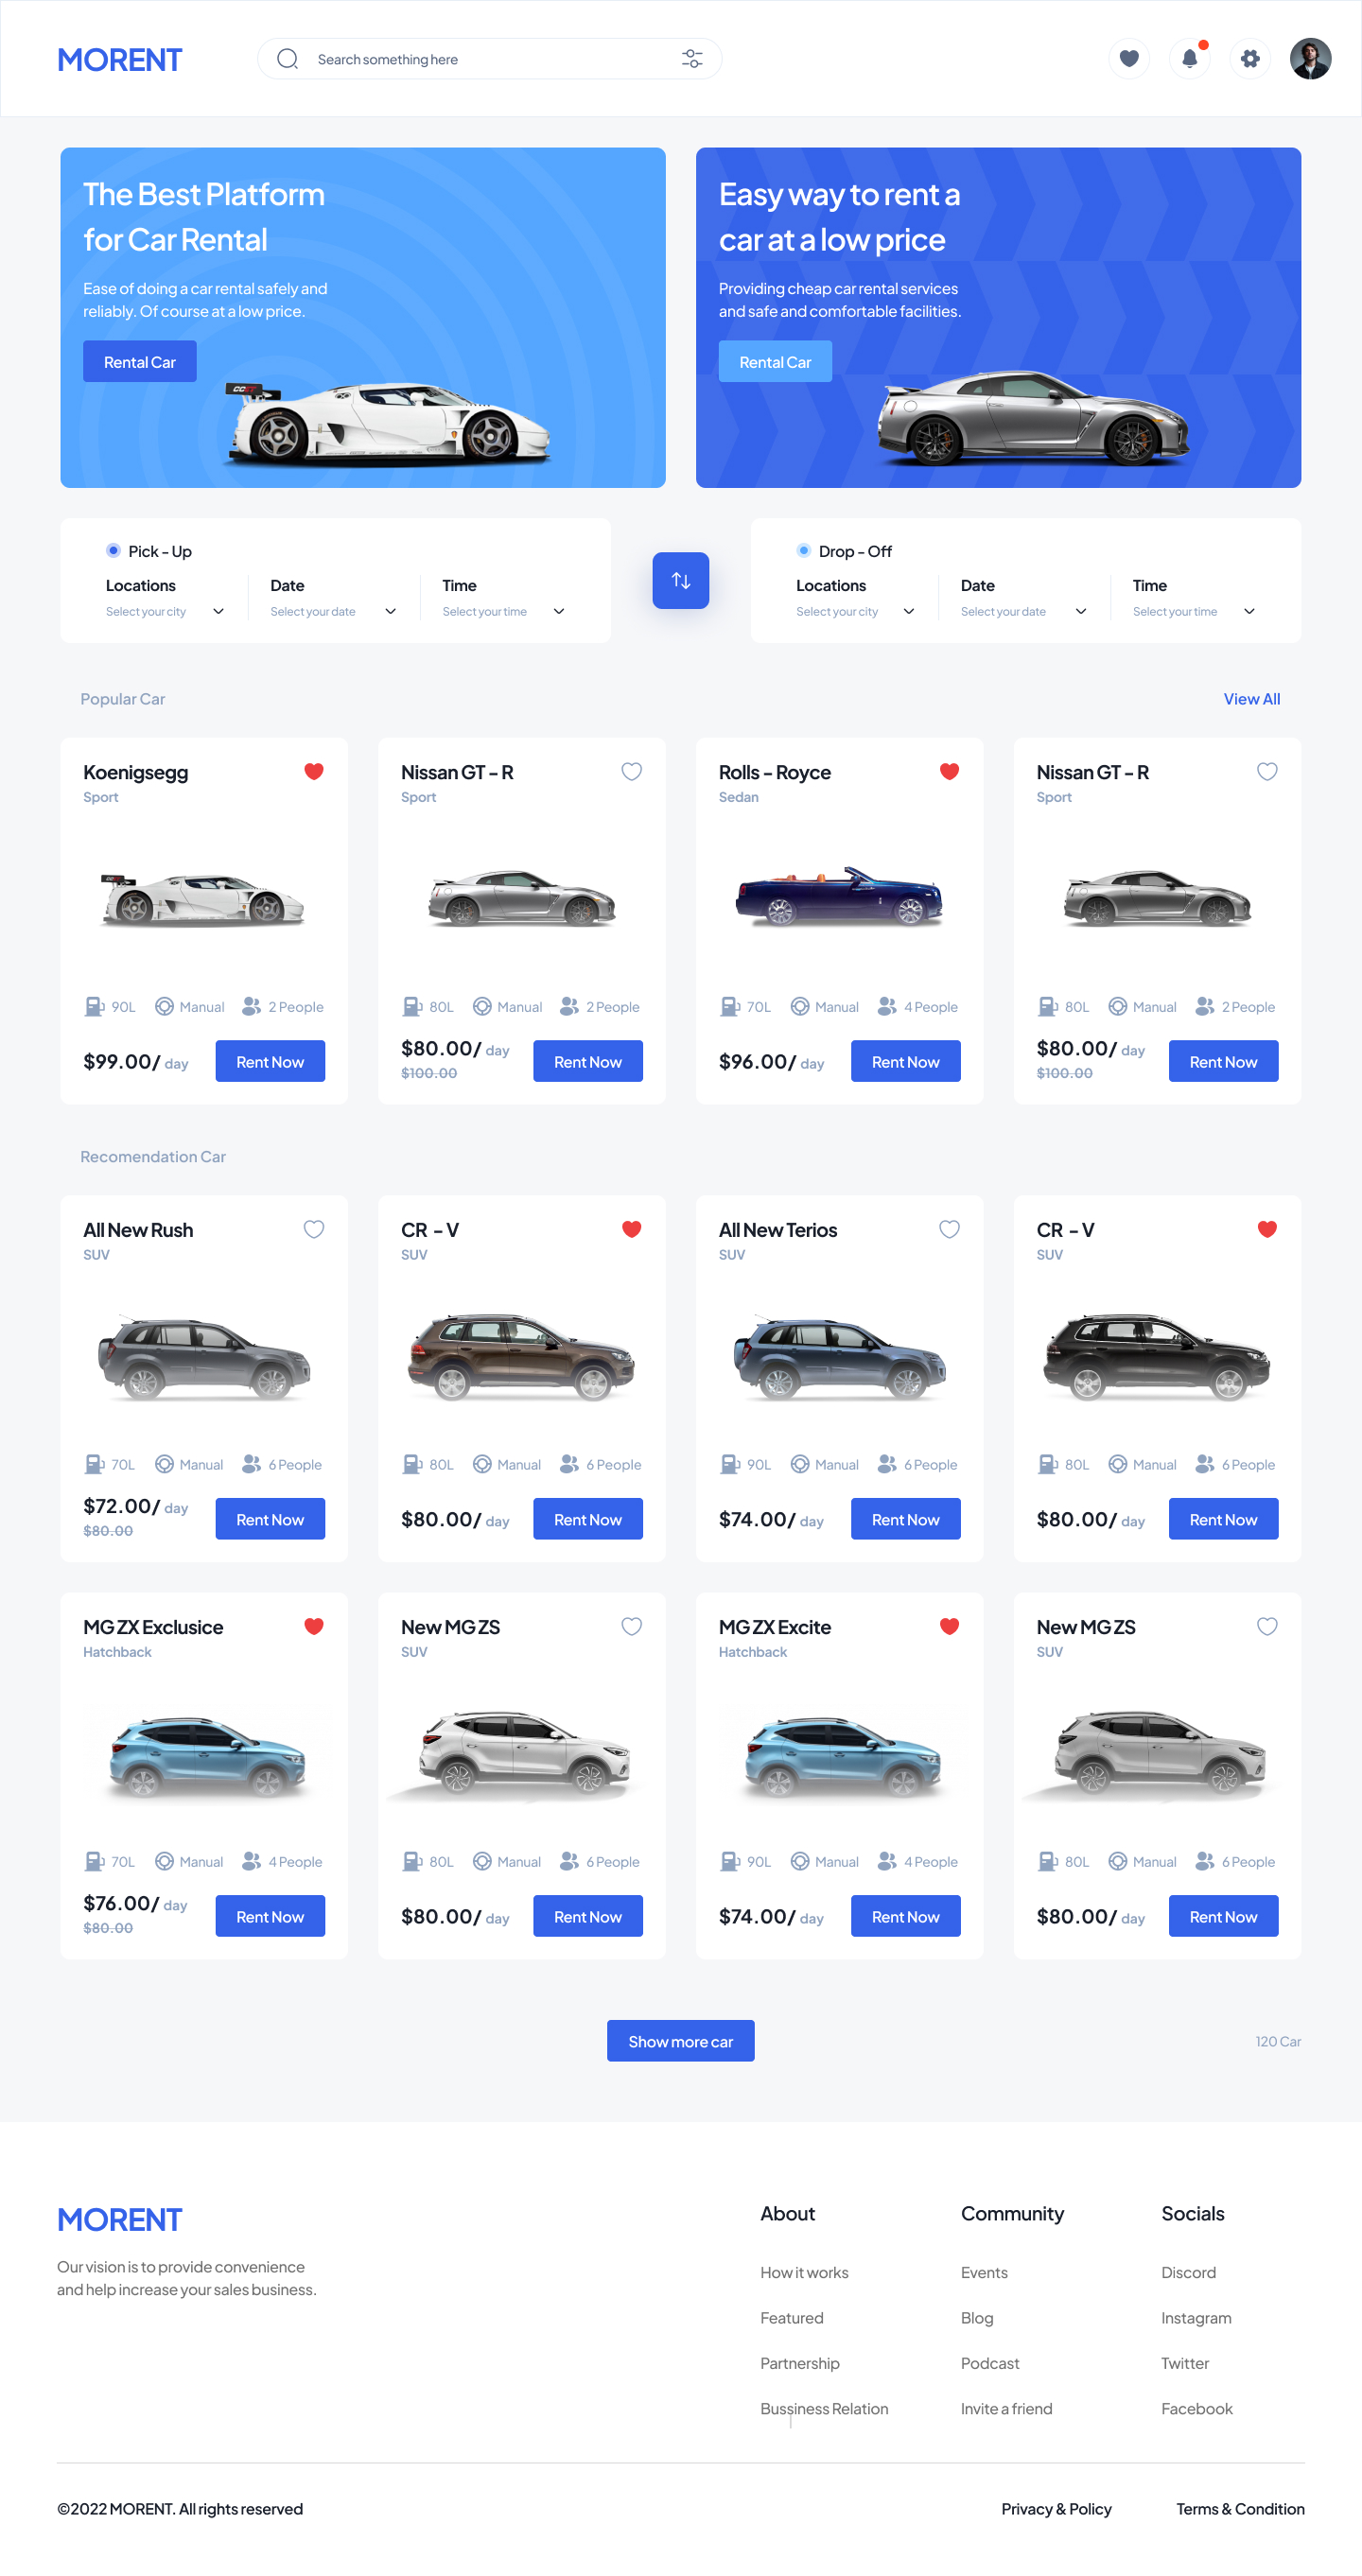 MORENT
Search something here
The Best Platform
for Car Rental
Ease of doing a car rental safely and
reliably. Of course at a low price.
Rental Car
CC
Easy way to rent a
car at a low price
Providing cheap car rental services
and safe and comfortable facilities.
Rental Car
Pick - Up
Locations
Date
Time
Select your city
Select your date
Select your time
Drop - Off
Locations
Date
Time
Select your city
Select your date
Select your time
Popular Car
View All
Koenigsegg
Sport
90L
Manual
2 People
$99.00/ day
Rent Now
Nissan GT - R
Sport
80L
Manual
2 People
$80.00/ day
$100.00
Rent Now
Rolls - Royce
Sedan
70L
Manual
4 People
$96.00/ day
Rent Now
Nissan GT - R
Sport
80L
Manual
2 People
$80.00/ day
$100.00
Rent Now
Recomendation Car
All New Rush
SUV
70L
Manual
6 People
$72.00/ day
$80.00
Rent Now
CR - V
SUV
80L
Manual
6 People
$80.00/ day
Rent Now
All New Terios
SUV
90L
Manual
6 People
$74.00/ day
Rent Now
CR - V
SUV
80L
Manual
6 People
$80.00/ day
Rent Now
MG ZX Exclusice
Hatchback
70L
Manual
4 People
$76.00/ day
$80.00
Rent Now
New MG ZS
SUV
80L
Manual
6 People
$80.00/ day
Rent Now
MG ZX Excite
Hatchback
90L
Manual
4 People
$74.00/ day
Rent Now
New MG ZS
SUV
80L
Manual
6 People
$80.00/ day
Rent Now
Show more car
120 Car
MORENT
Our vision is to provide convenience
and help increase your sales business.
About
How it works
Featured
Partnership
Bussiness Relation
Community
Events
Blog
Podcast
Invite a friend
Socials
Discord
Instagram
Twitter
Facebook
©2022 MORENT. All rights reserved
Privacy & Policy
Terms & Condition